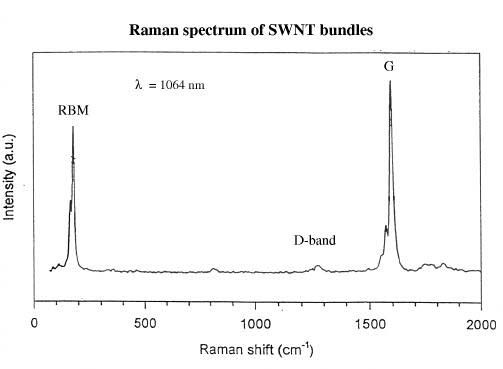 Raman spectrum of SWNT bundles
G
λ = 1064 nm
RBM
Intensity (a.u.)
D-band
0 500 1000 1500 2000
Raman shift (cm⁻¹)